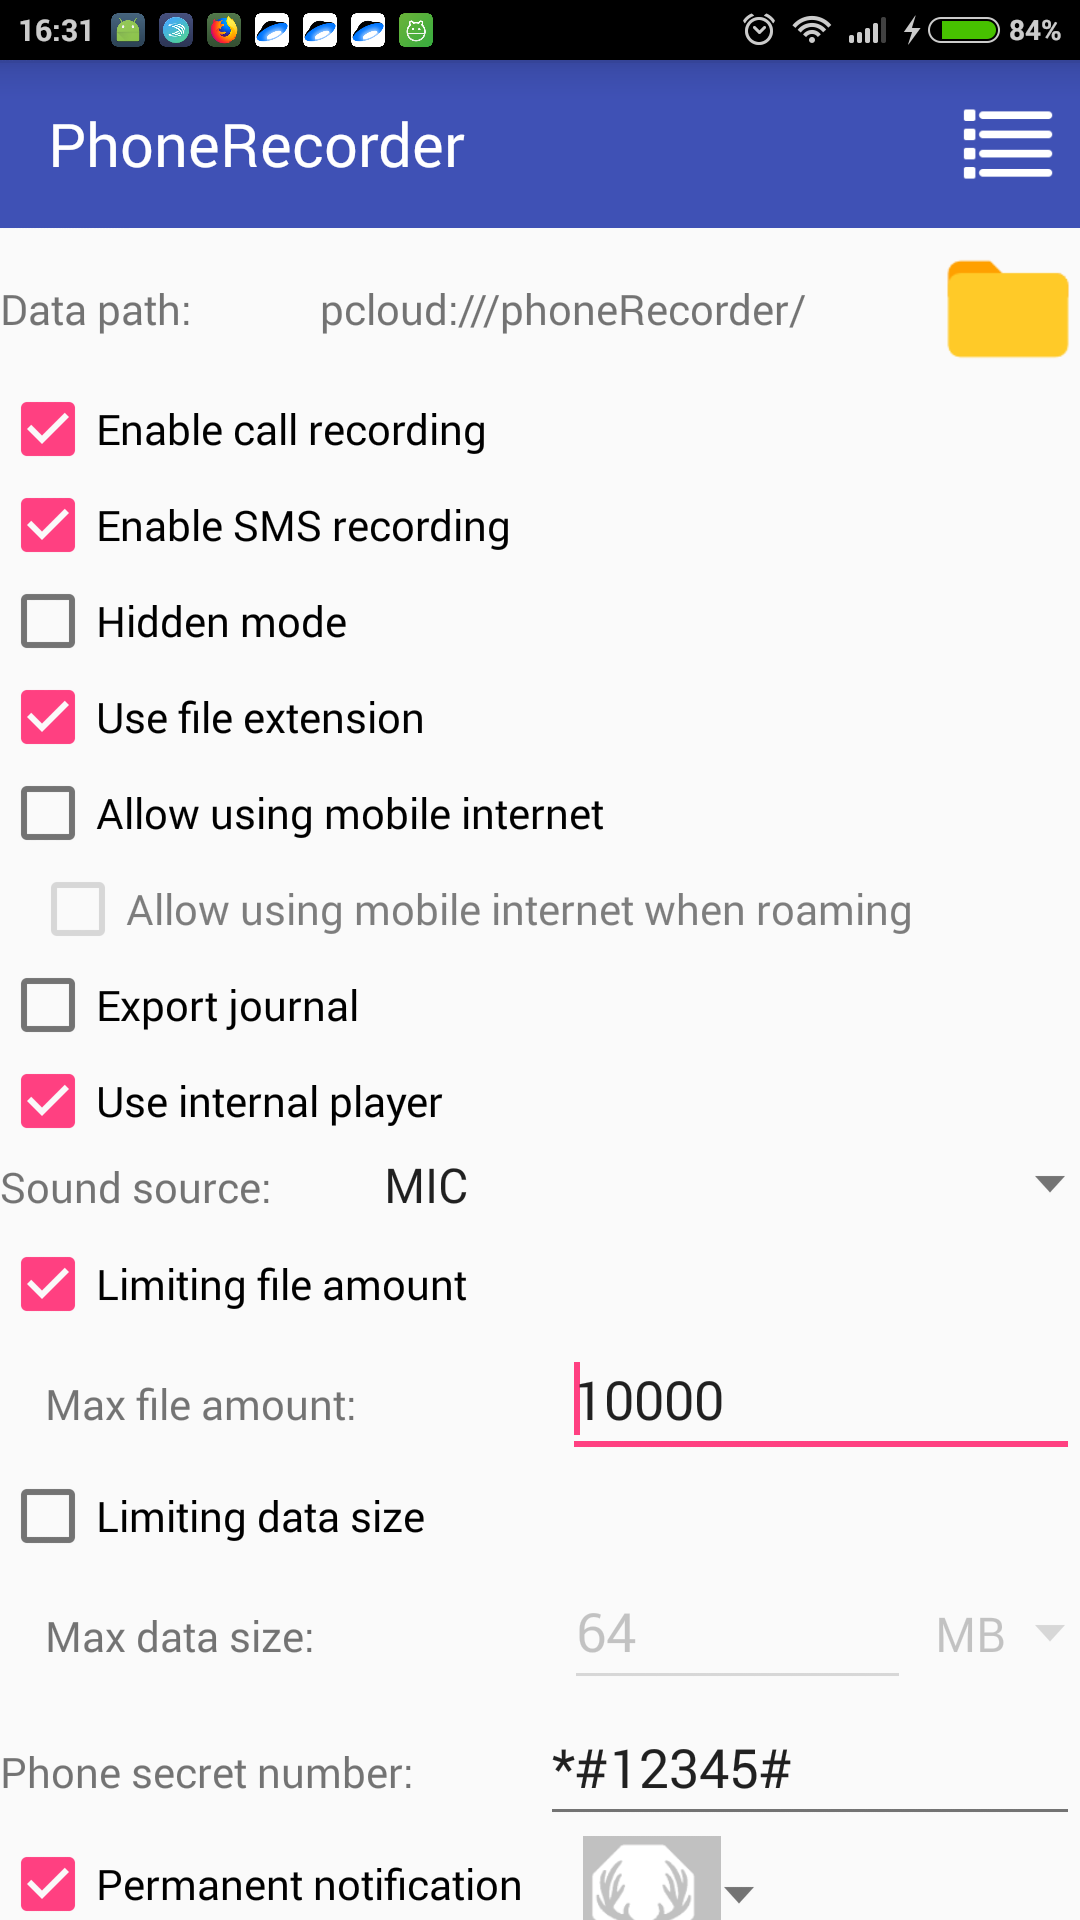 16:31 84%
PhoneRecorder
Data path: pcloud:///phoneRecorder/
Enable call recording
Enable SMS recording
Hidden mode
Use file extension
Allow using mobile internet
Allow using mobile internet when roaming
Export journal
Use internal player
Sound source: MIC
Limiting file amount
Max file amount: 10000
Limiting data size
Max data size: 64 MB
Phone secret number: *#12345#
Permanent notification